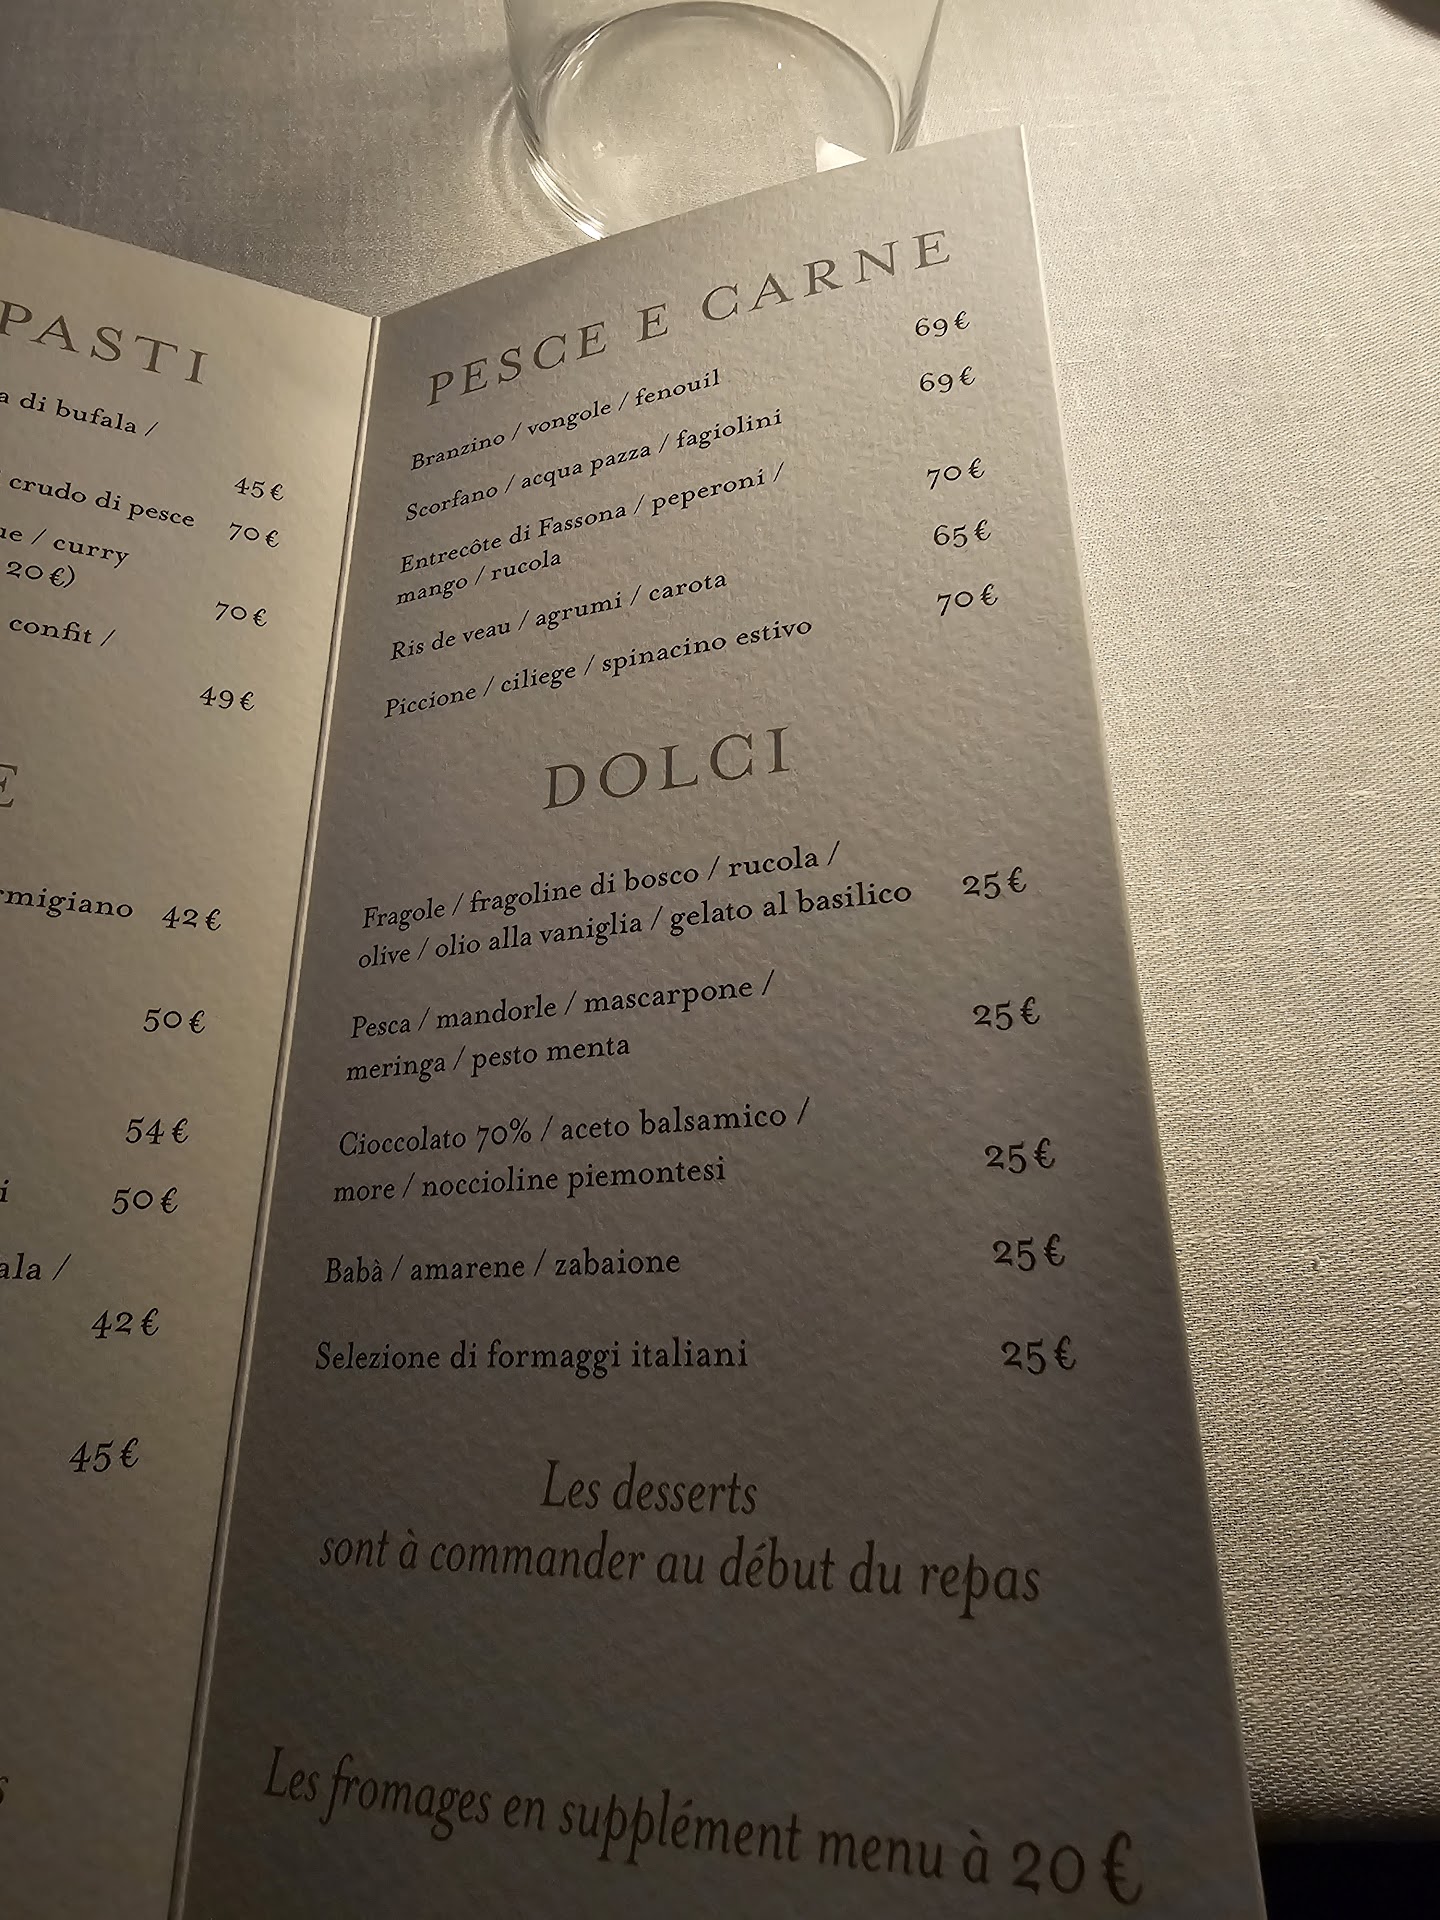 PASTI
a di bufala /
45 €
crudo di pesce 70 €
ue / curry
20 €)
70 €
confit /
49 €
E
rmigiano 42 €
50 €
54 €
i 50 €
ala /
42 €
45 €
PESCE E CARNE
Branzino / vongole / fenouil 69 €
Scorfano / acqua pazza / fagiolini 69 €
Entrecôte di Fassona / peperoni /
mango / rucola 70 €
Ris de veau / agrumi / carota 65 €
Piccione / ciliege / spinacino estivo 70 €
DOLCI
Fragole / fragoline di bosco / rucola /
olive / olio alla vaniglia / gelato al basilico 25 €
Pesca / mandorle / mascarpone /
meringa / pesto menta 25 €
Cioccolato 70% / aceto balsamico /
more / noccioline piemontesi 25 €
Babà / amarene / zabaione 25 €
Selezione di formaggi italiani 25 €
Les desserts
sont à commander au début du repas
Les fromages en supplément menu à 20 €